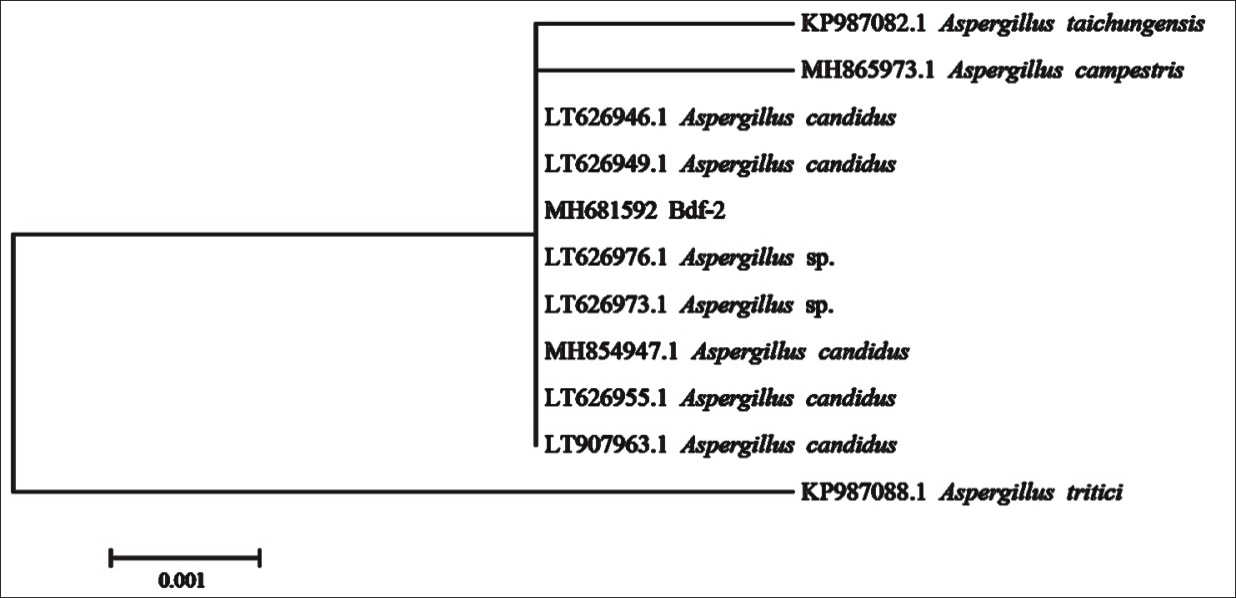 KP987082.1 Aspergillus taichungensis
MH865973.1 Aspergillus campestris
LT626946.1 Aspergillus candidus
LT626949.1 Aspergillus candidus
MH681592 Bdf-2
LT626976.1 Aspergillus sp.
LT626973.1 Aspergillus sp.
MH854947.1 Aspergillus candidus
LT626955.1 Aspergillus candidus
LT907963.1 Aspergillus candidus
KP987088.1 Aspergillus tritici
0.001